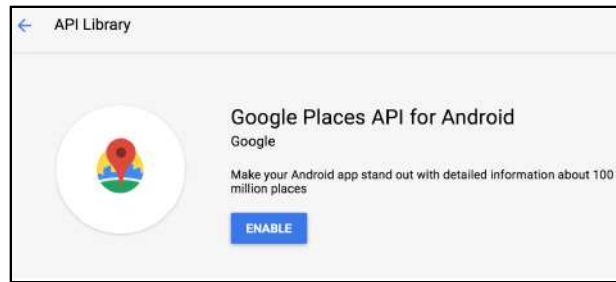 API Library
Google Places API for Android
Google
Make your Android app stand out with detailed information about 100
million places
ENABLE